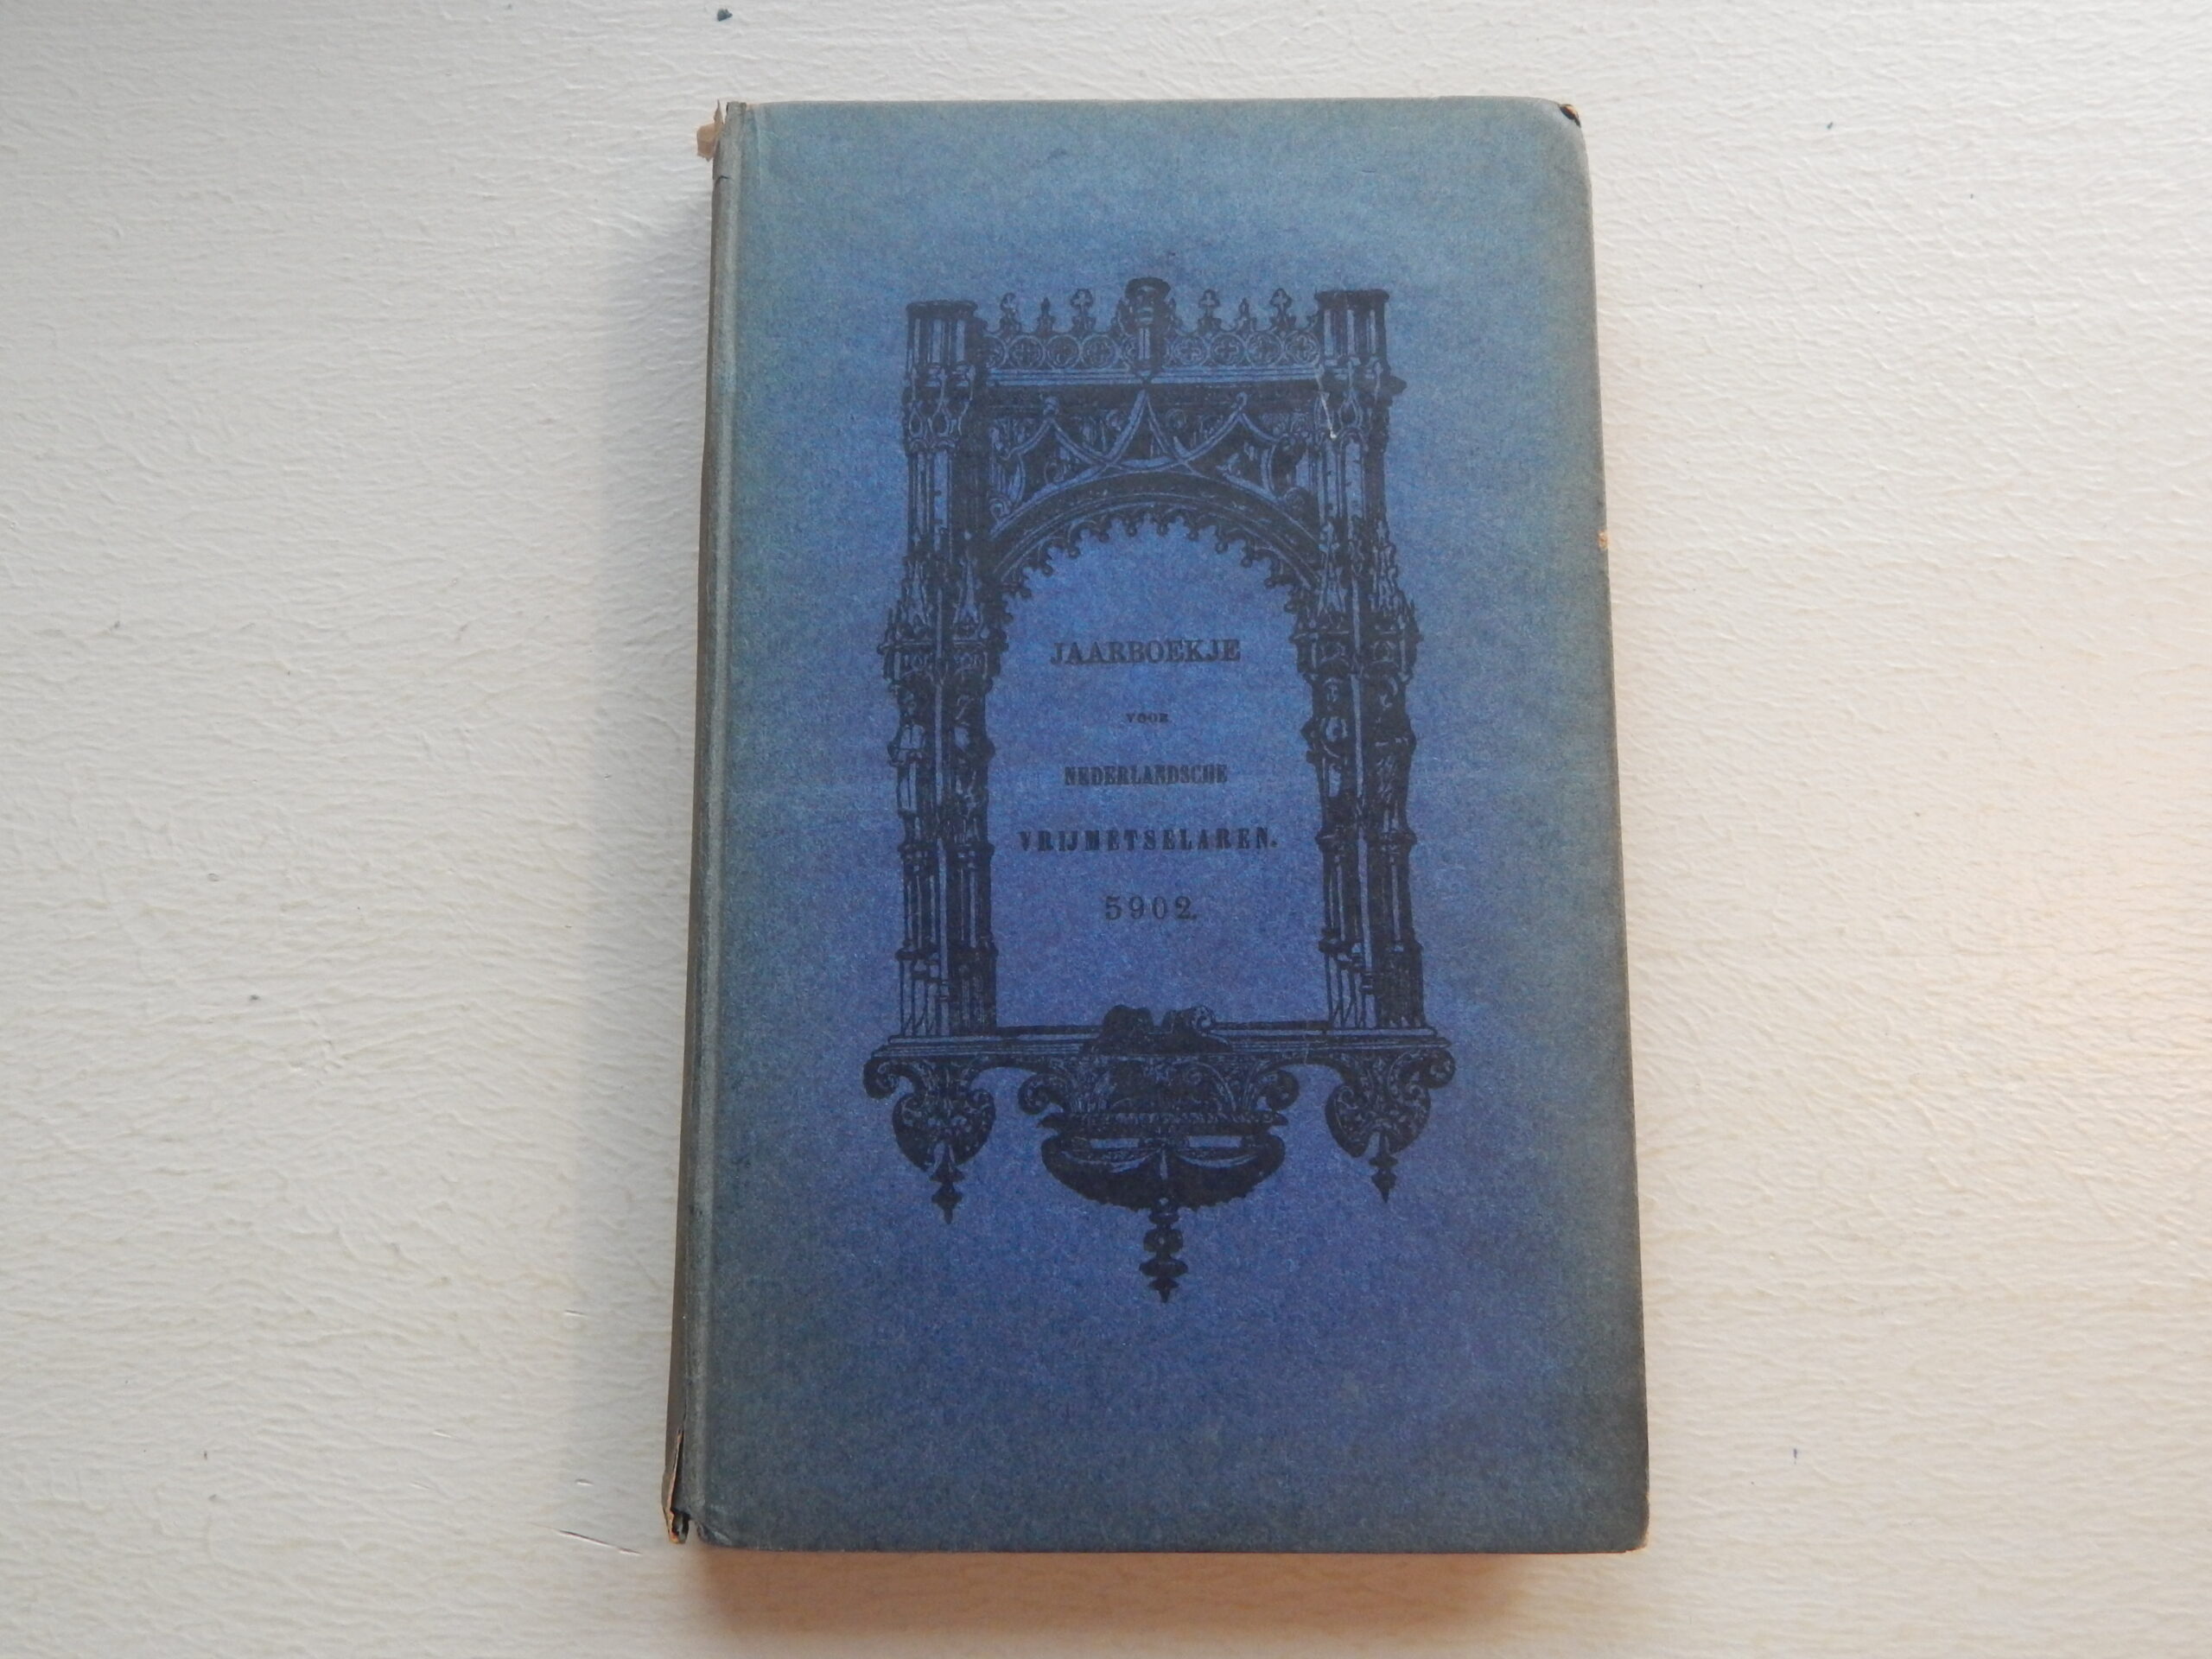 JAARBOEKJE
VOOR
NEDERLANDSCHE
VRIJMETSELAREN.
5902.